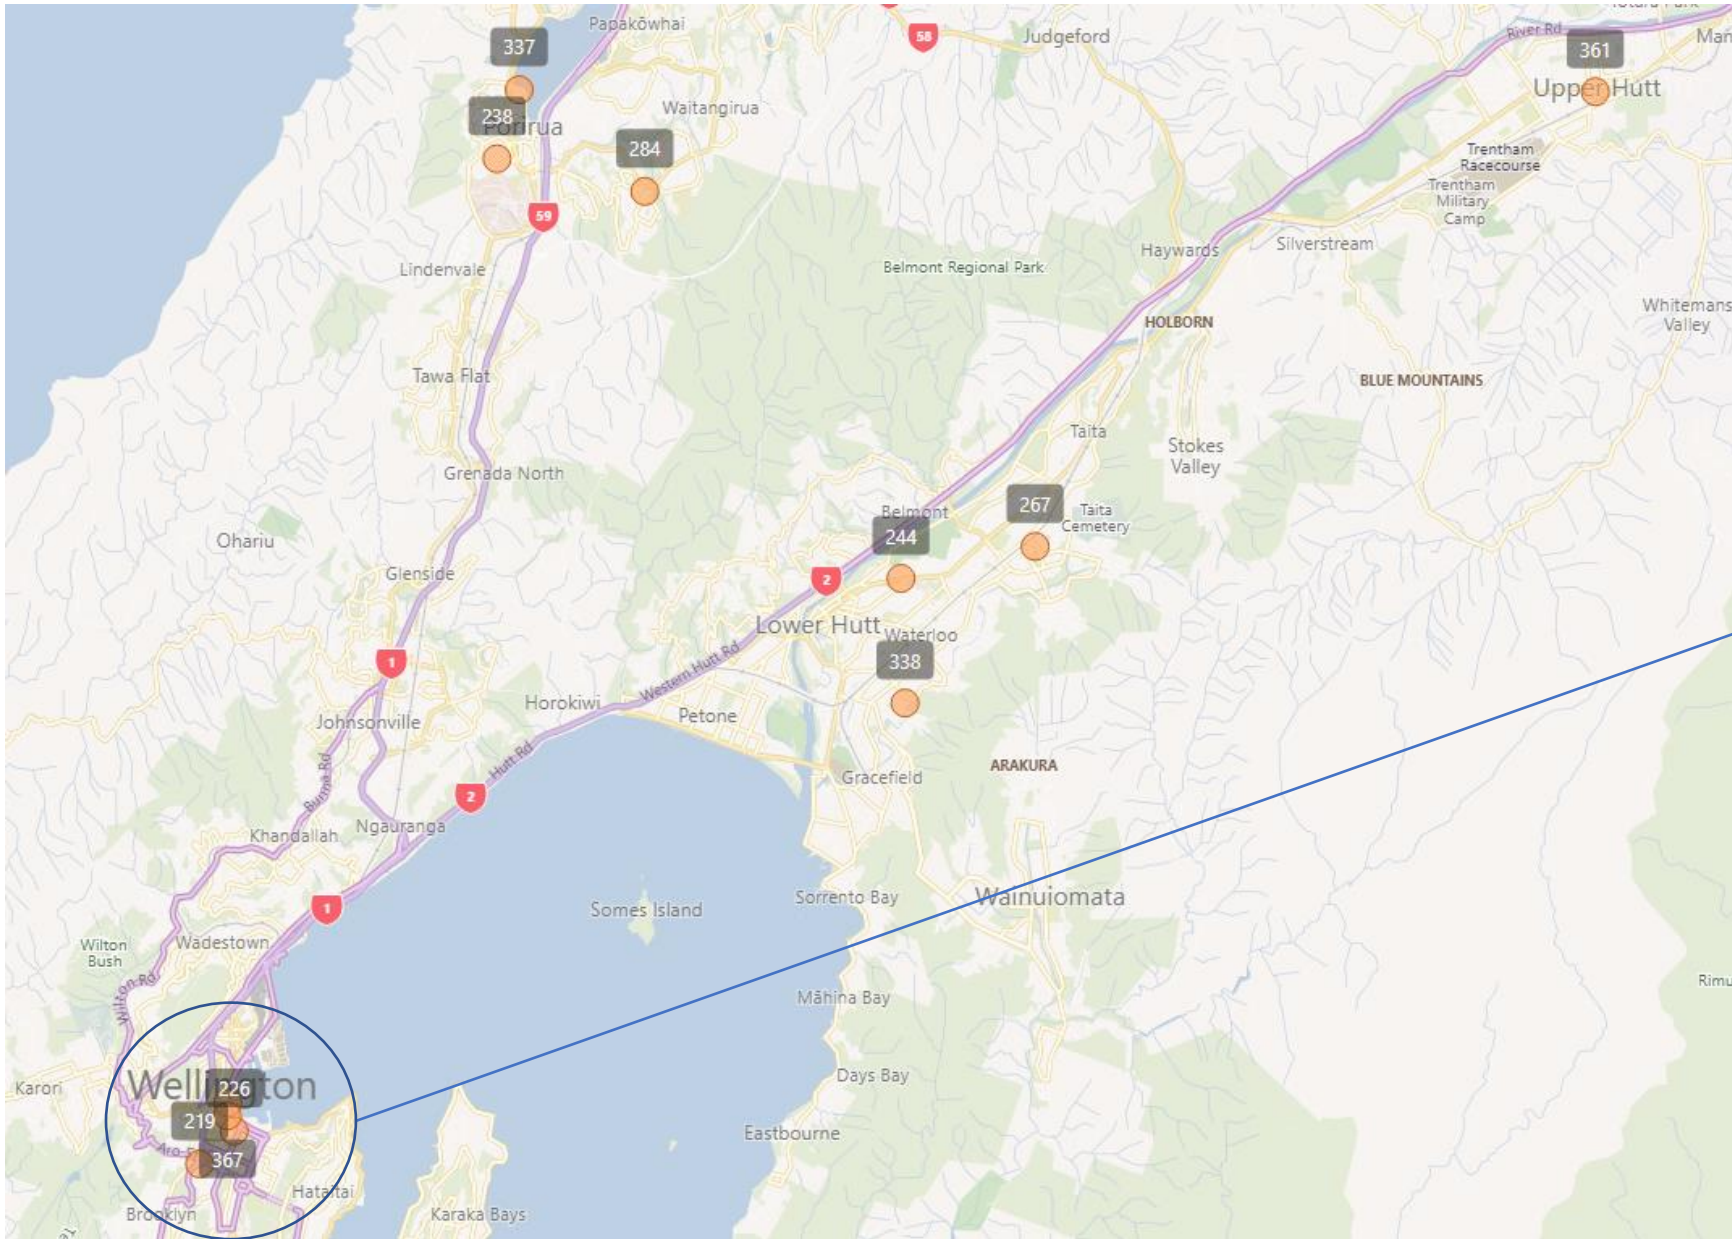 Papakōwhai
58
Judgeford
River Rd
337
361
Upper Hutt
238
Porirua
Waitangirua
284
Trentham
Racecourse
Trentham
Military
Camp
59
Lindenvale
Haywards
Silverstream
Belmont Regional Park
Whitemans
Valley
HOLBORN
Tawa Flat
BLUE MOUNTAINS
Taita
Stokes
Valley
Grenada North
267
Belmont
Taita
Cemetery
244
Ohariu
Glenside
2
Lower Hutt
Waterloo
338
1
Western Hutt Rd
Horokiwi
Petone
Johnsonville
Hutt Rd
ARAKURA
Gracefield
Burma Rd
2
Khandallah
Ngauranga
Sorrento Bay
Wainuiomata
1
Somes Island
Wilton
Bush
Wadestown
Wilton Rd
Rimu
Māhina Bay
Karori
Wellington
226
Days Bay
219
Eastbourne
Aro
367
Hataitai
Brooklyn
Karaka Bays